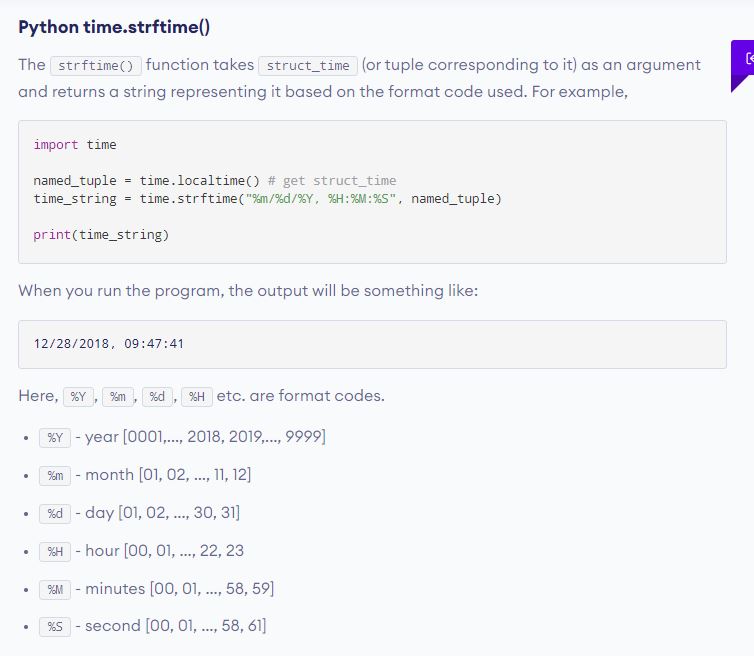 Python time.strftime()
The strftime() function takes struct_time (or tuple corresponding to it) as an argument
and returns a string representing it based on the format code used. For example,
import time
named_tuple = time.localtime() # get struct_time
time_string = time.strftime("%m/%d/%Y, %H:%M:%S", named_tuple)
print(time_string)
When you run the program, the output will be something like:
12/28/2018, 09:47:41
Here, %Y, %m, %d, %H etc. are format codes.
• %Y - year [0001,..., 2018, 2019,..., 9999]
• %m - month [01, 02, ..., 11, 12]
• %d - day [01, 02, ..., 30, 31]
• %H - hour [00, 01, ..., 22, 23
• %M - minutes [00, 01, ..., 58, 59]
• %S - second [00, 01, ..., 58, 61]